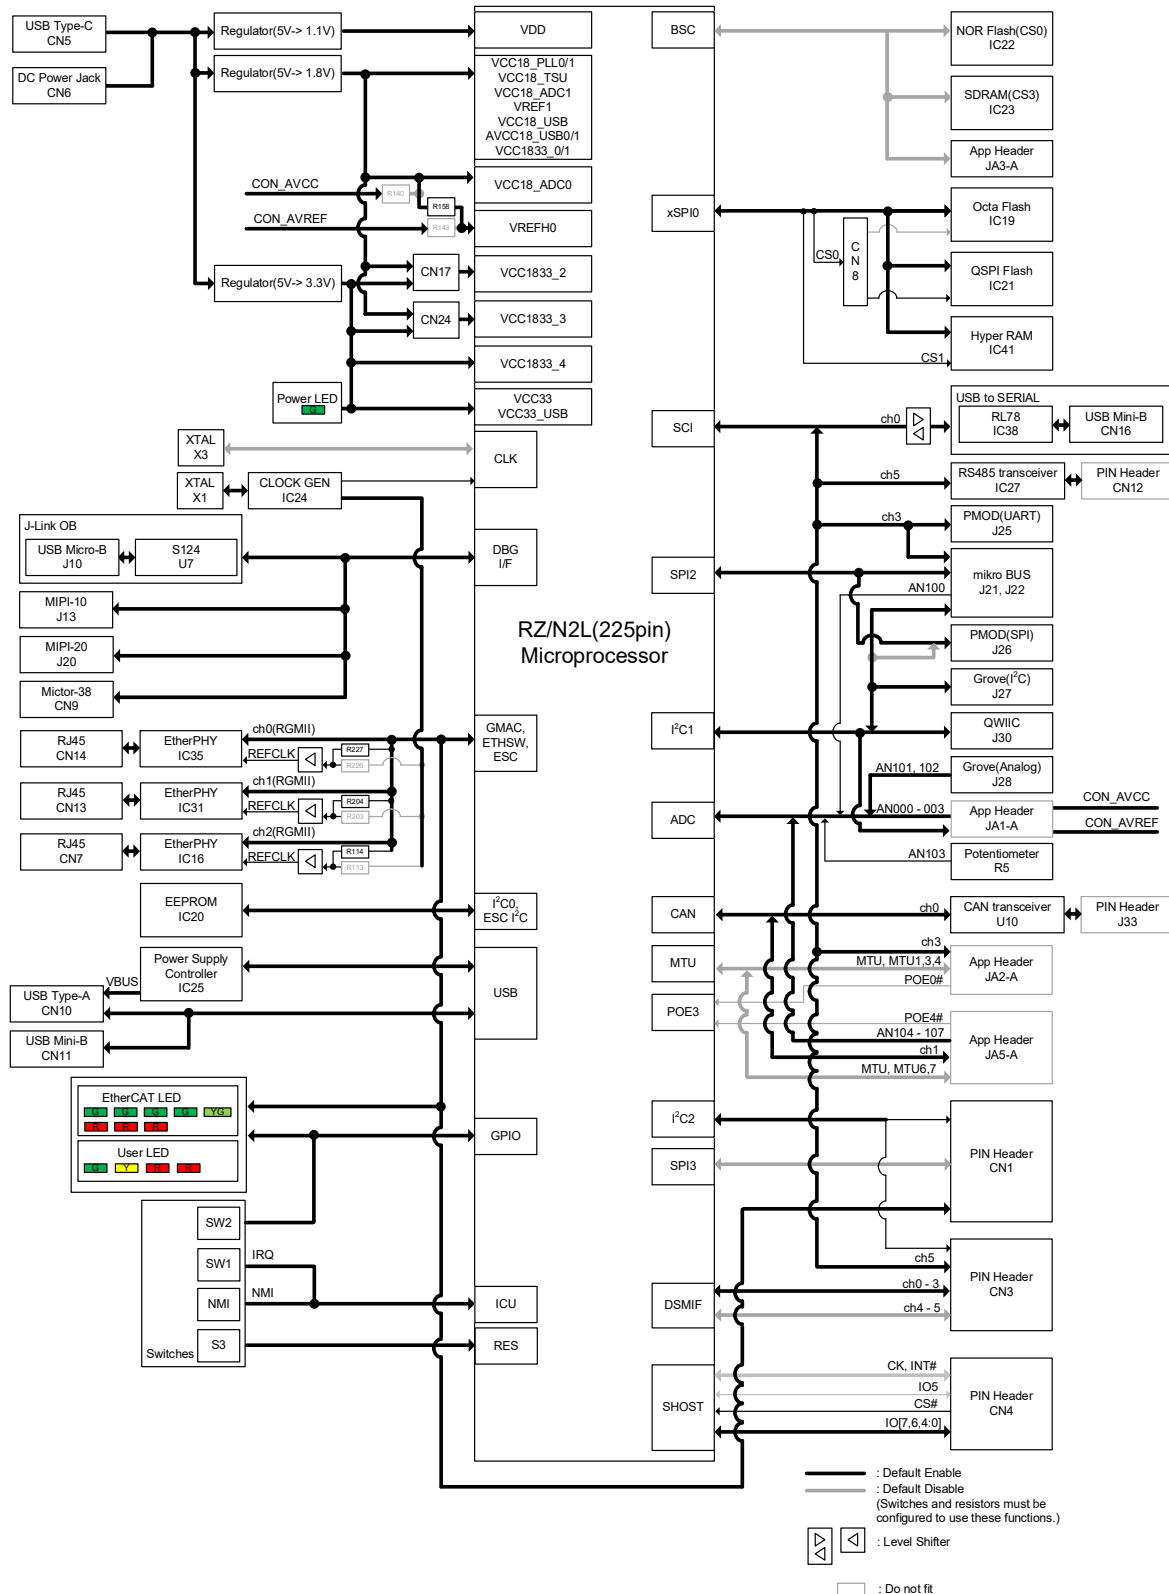 USB Type-C
CN5
DC Power Jack
CN6
Regulator(5V-> 1.1V)
Regulator(5V-> 1.8V)
Regulator(5V-> 3.3V)
CON_AVCC
R140
R158
CON_AVREF
R143
CN17
CN24
Power LED
G
VDD
VCC18_PLL0/1
VCC18_TSU
VCC18_ADC1
VREF1
VCC18_USB
AVCC18_USB0/1
VCC1833_0/1
VCC18_ADC0
VREFH0
VCC1833_2
VCC1833_3
VCC1833_4
VCC33
VCC33_USB
XTAL
X3
XTAL
X1
CLOCK GEN
IC24
CLK
J-Link OB
USB Micro-B
J10
S124
U7
DBG
I/F
MIPI-10
J13
MIPI-20
J20
Mictor-38
CN9
RZ/N2L(225pin)
Microprocessor
RJ45
CN14
EtherPHY
IC35
ch0(RGMII)
REFCLK
R227
R226
GMAC,
ETHSW,
ESC
RJ45
CN13
EtherPHY
IC31
ch1(RGMII)
REFCLK
R204
R203
RJ45
CN7
EtherPHY
IC16
ch2(RGMII)
REFCLK
R114
R113
EEPROM
IC20
I²C0,
ESC I²C
Power Supply
Controller
IC25
VBUS
USB Type-A
CN10
USB Mini-B
CN11
USB
EtherCAT LED
G G G G YG
R R R
User LED
G Y R R
GPIO
SW2
SW1
IRQ
NMI
NMI
S3
Switches
ICU
RES
BSC
NOR Flash(CS0)
IC22
SDRAM(CS3)
IC23
App Header
JA3-A
xSPI0
CS0
CN8
CS1
Octa Flash
IC19
QSPI Flash
IC21
Hyper RAM
IC41
SCI
ch0
USB to SERIAL
RL78
IC38
USB Mini-B
CN16
ch5
RS485 transceiver
IC27
PIN Header
CN12
ch3
PMOD(UART)
J25
SPI2
AN100
mikro BUS
J21, J22
PMOD(SPI)
J26
Grove(I²C)
J27
I²C1
QWIIC
J30
AN101, 102
Grove(Analog)
J28
ADC
AN000 - 003
App Header
JA1-A
CON_AVCC
CON_AVREF
AN103
Potentiometer
R5
CAN
ch0
CAN transceiver
U10
PIN Header
J33
MTU
ch3
MTU, MTU1,3,4
POE0#
App Header
JA2-A
POE3
POE4#
AN104 - 107
ch1
MTU, MTU6,7
App Header
JA5-A
I²C2
SPI3
PIN Header
CN1
ch5
ch0 - 3
ch4 - 5
DSMIF
PIN Header
CN3
SHOST
CK, INT#
IO5
CS#
IO[7,6,4:0]
PIN Header
CN4
: Default Enable
: Default Disable
(Switches and resistors must be
configured to use these functions.)
: Level Shifter
: Do not fit